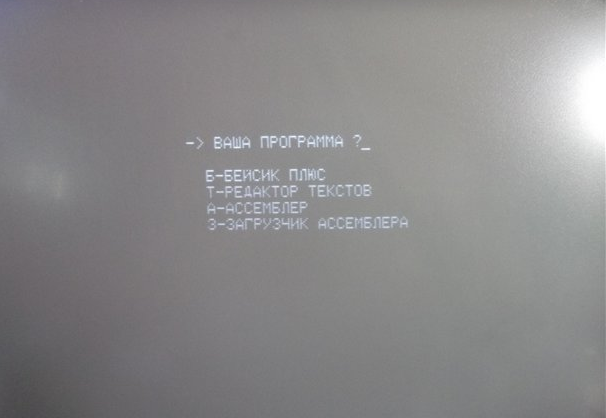 -> ВАША ПРОГРАММА ?_
Б-БЕЙСИК ПЛЮС
Т-РЕДАКТОР ТЕКСТОВ
А-АССЕМБЛЕР
З-ЗАГРУЗЧИК АССЕМБЛЕРА